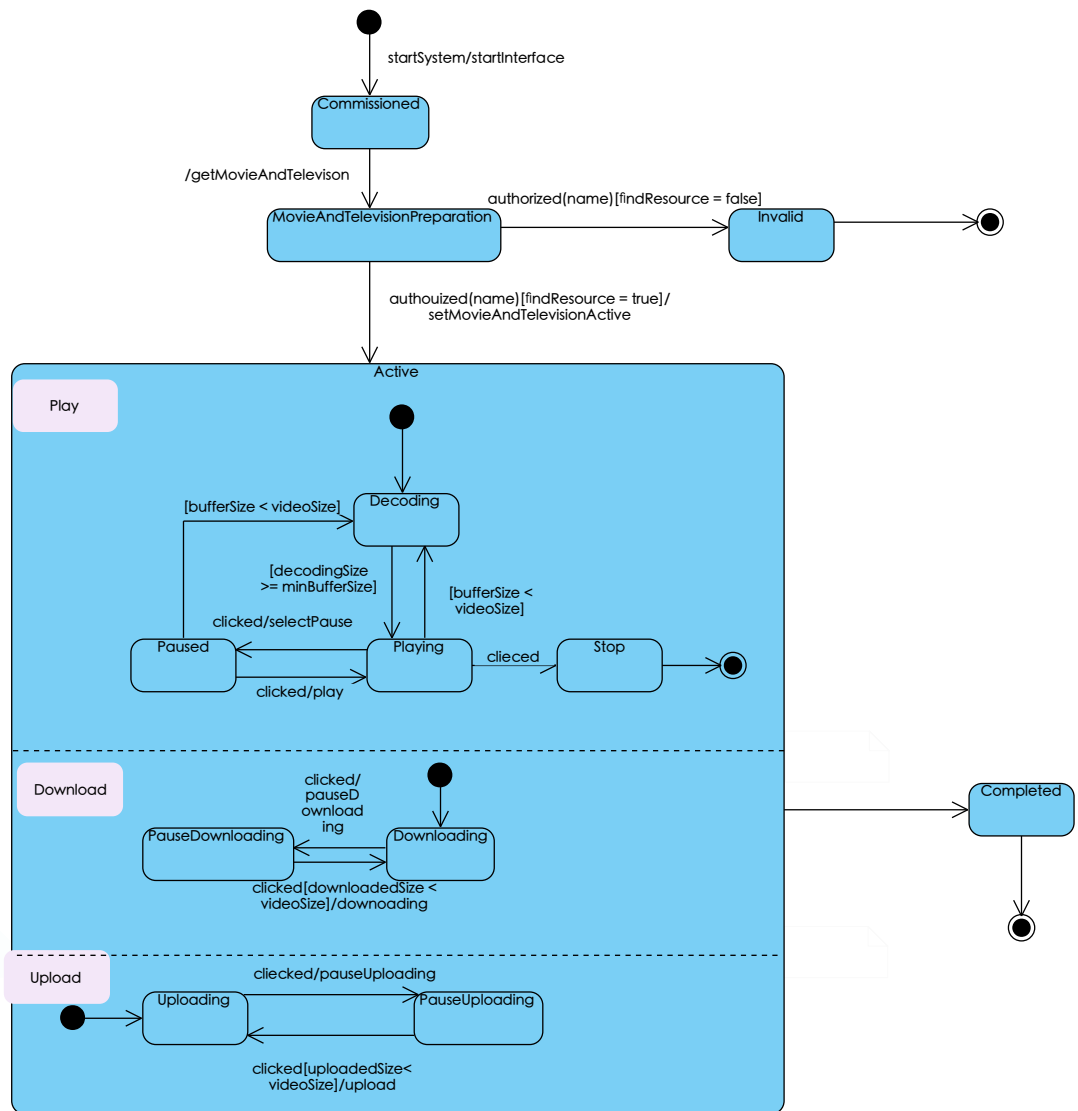 startSystem/startInterface
Commissioned
/getMovieAndTelevison
authorized(name)[findResource = false]
MovieAndTelevisionPreparation
Invalid
authouized(name)[findResource = true]/
setMovieAndTelevisionActive
Active
Play
Decoding
[bufferSize < videoSize]
[decodingSize
>= minBufferSize]
[bufferSize <
videoSize]
clicked/selectPause
Paused
Playing
clieced
Stop
clicked/play
Download
clicked/
pauseD
ownload
ing
Completed
PauseDownloading
Downloading
clicked[downloadedSize <
videoSize]/downoading
Upload
cliecked/pauseUploading
Uploading
PauseUploading
clicked[uploadedSize<
videoSize]/upload